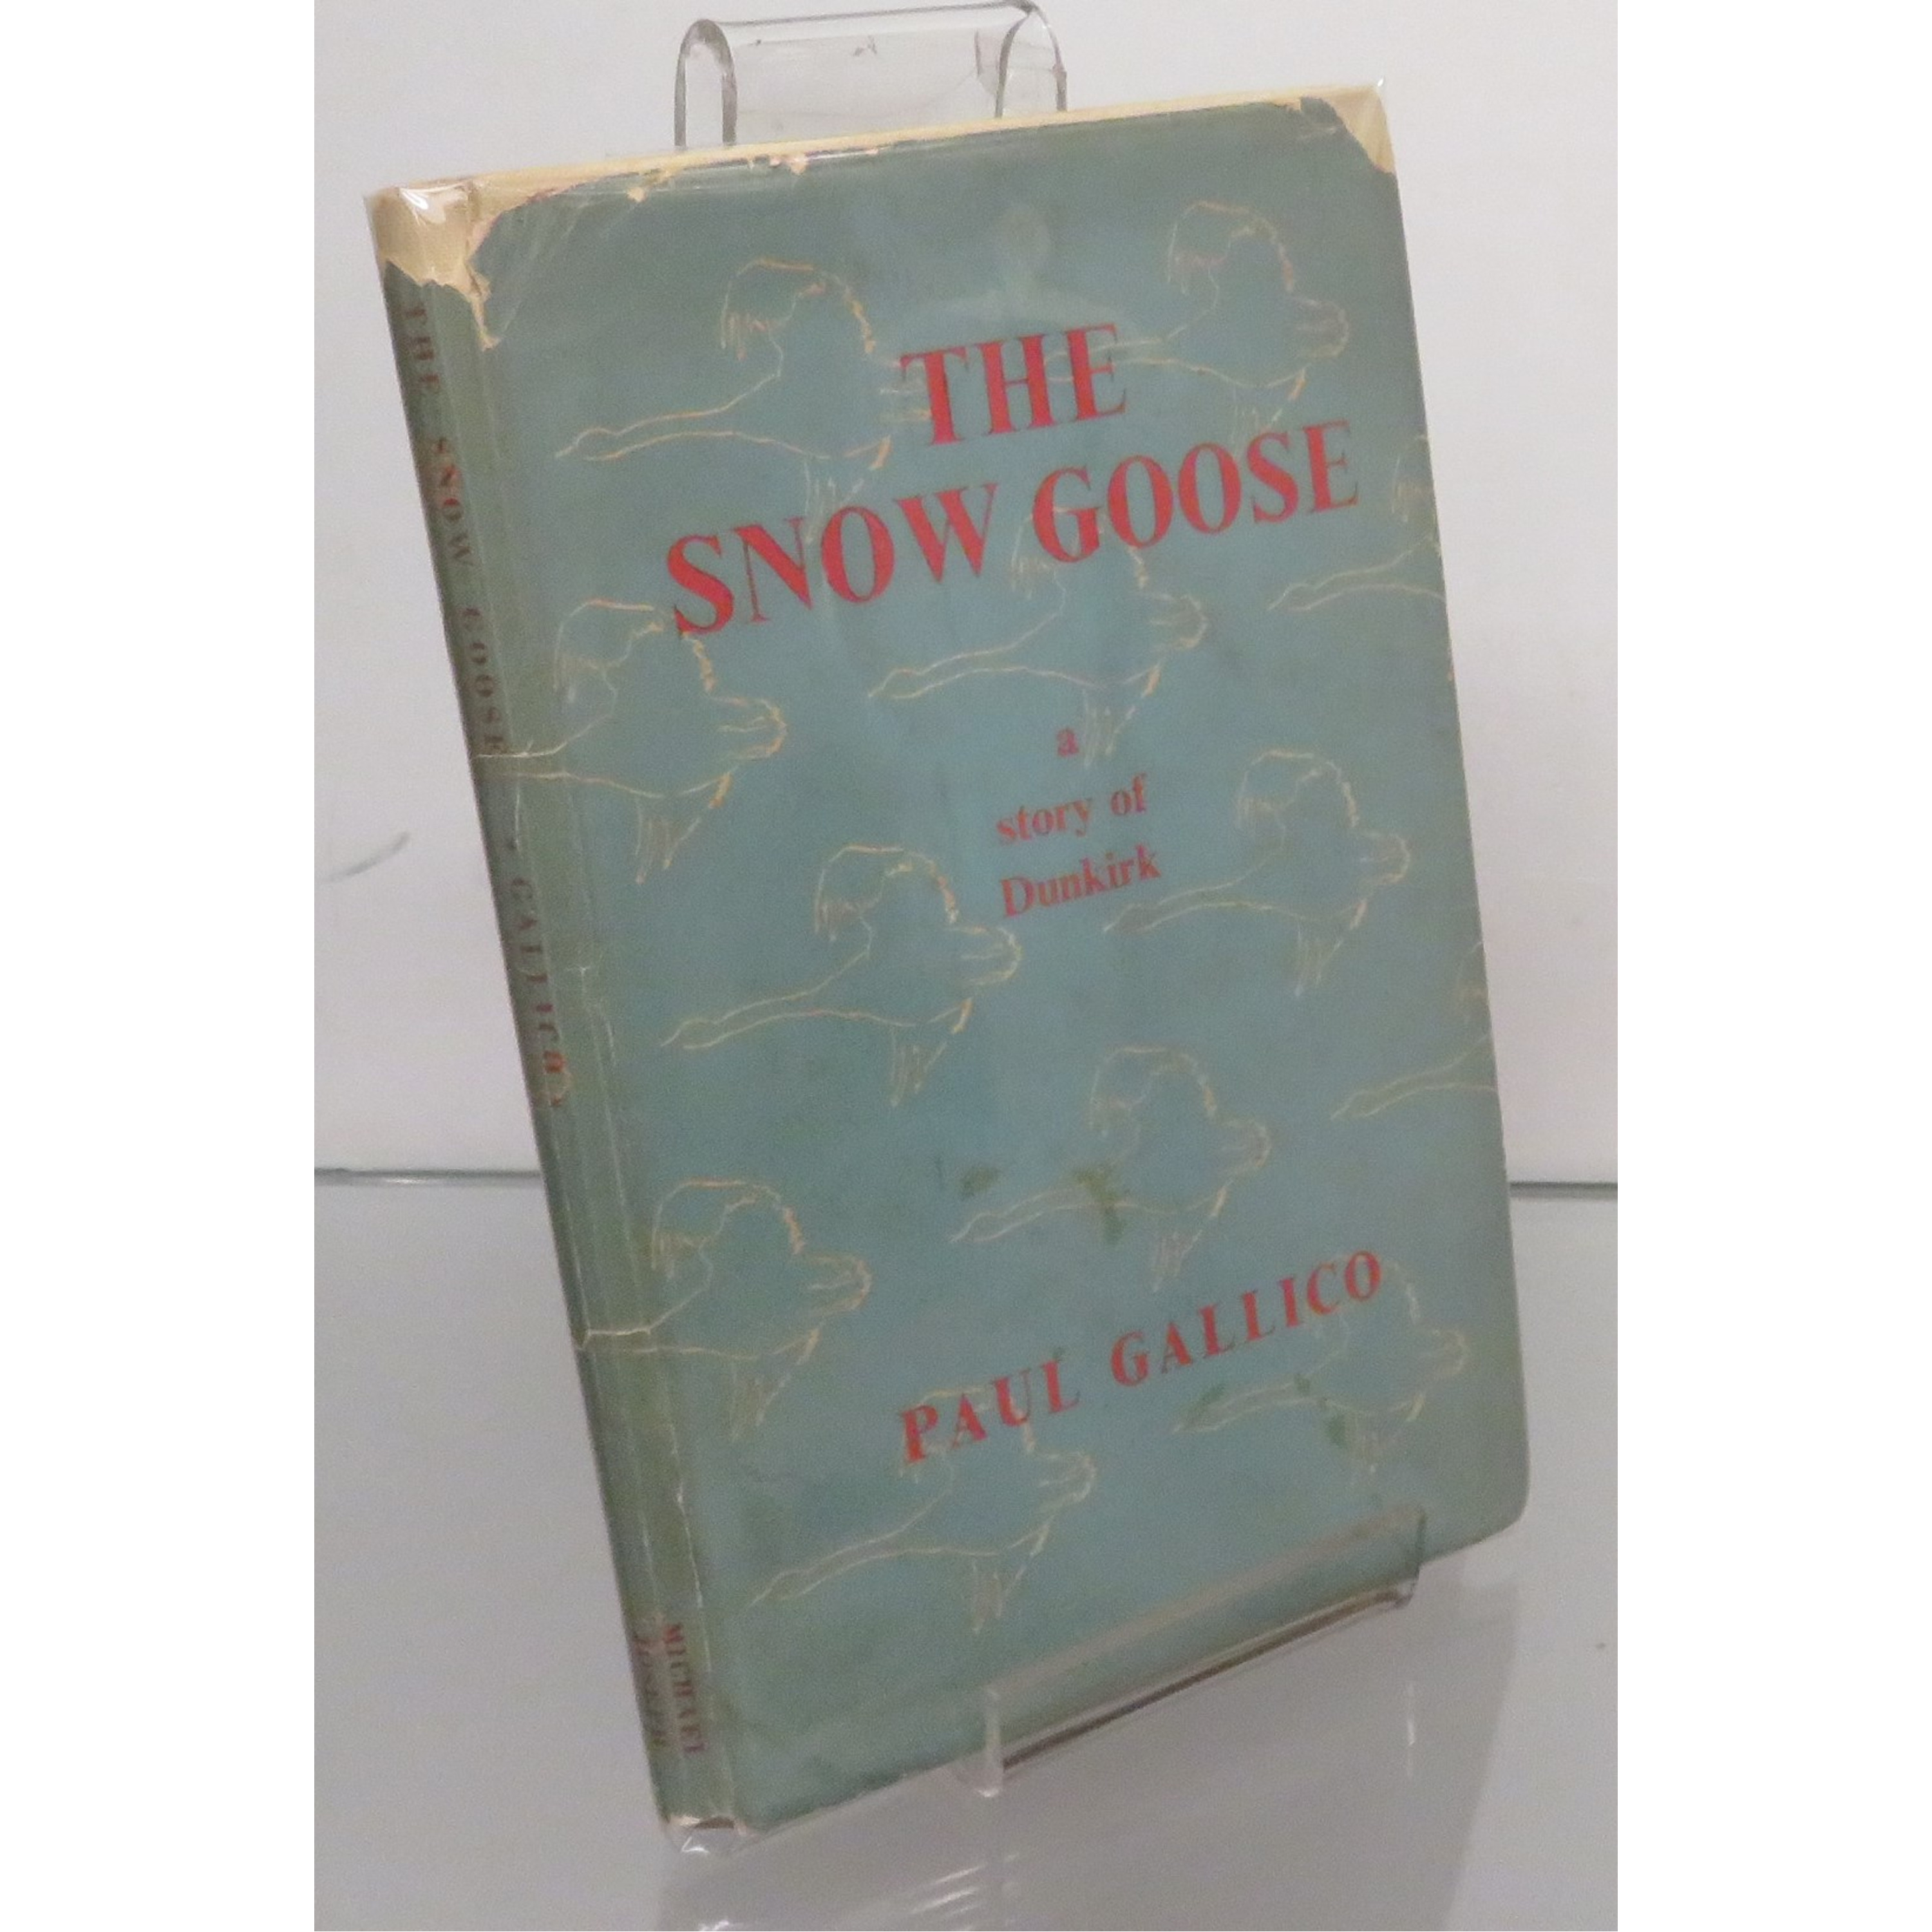 THE
SNOW GOOSE
a
story of
Dunkirk
PAUL GALLICO
THE SNOW GOOSE • GALLICO
MICHAEL
JOSEPH